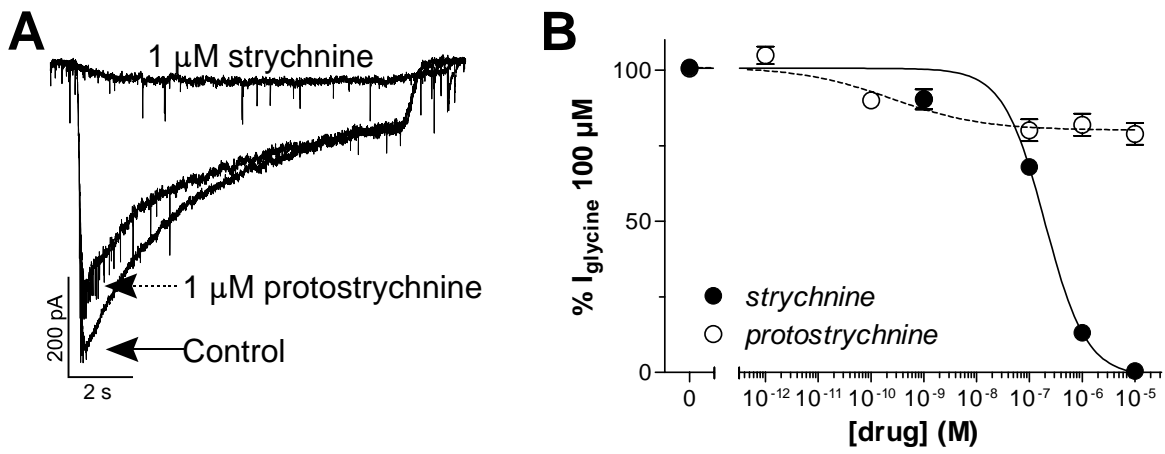 A
1 μM strychnine
1 μM protostrychnine
Control
200 pA
2 s
B
% I_glycine 100 µM
100
50
0
strychnine
protostrychnine
0 10⁻¹² 10⁻¹¹ 10⁻¹⁰ 10⁻⁹ 10⁻⁸ 10⁻⁷ 10⁻⁶ 10⁻⁵
[drug] (M)